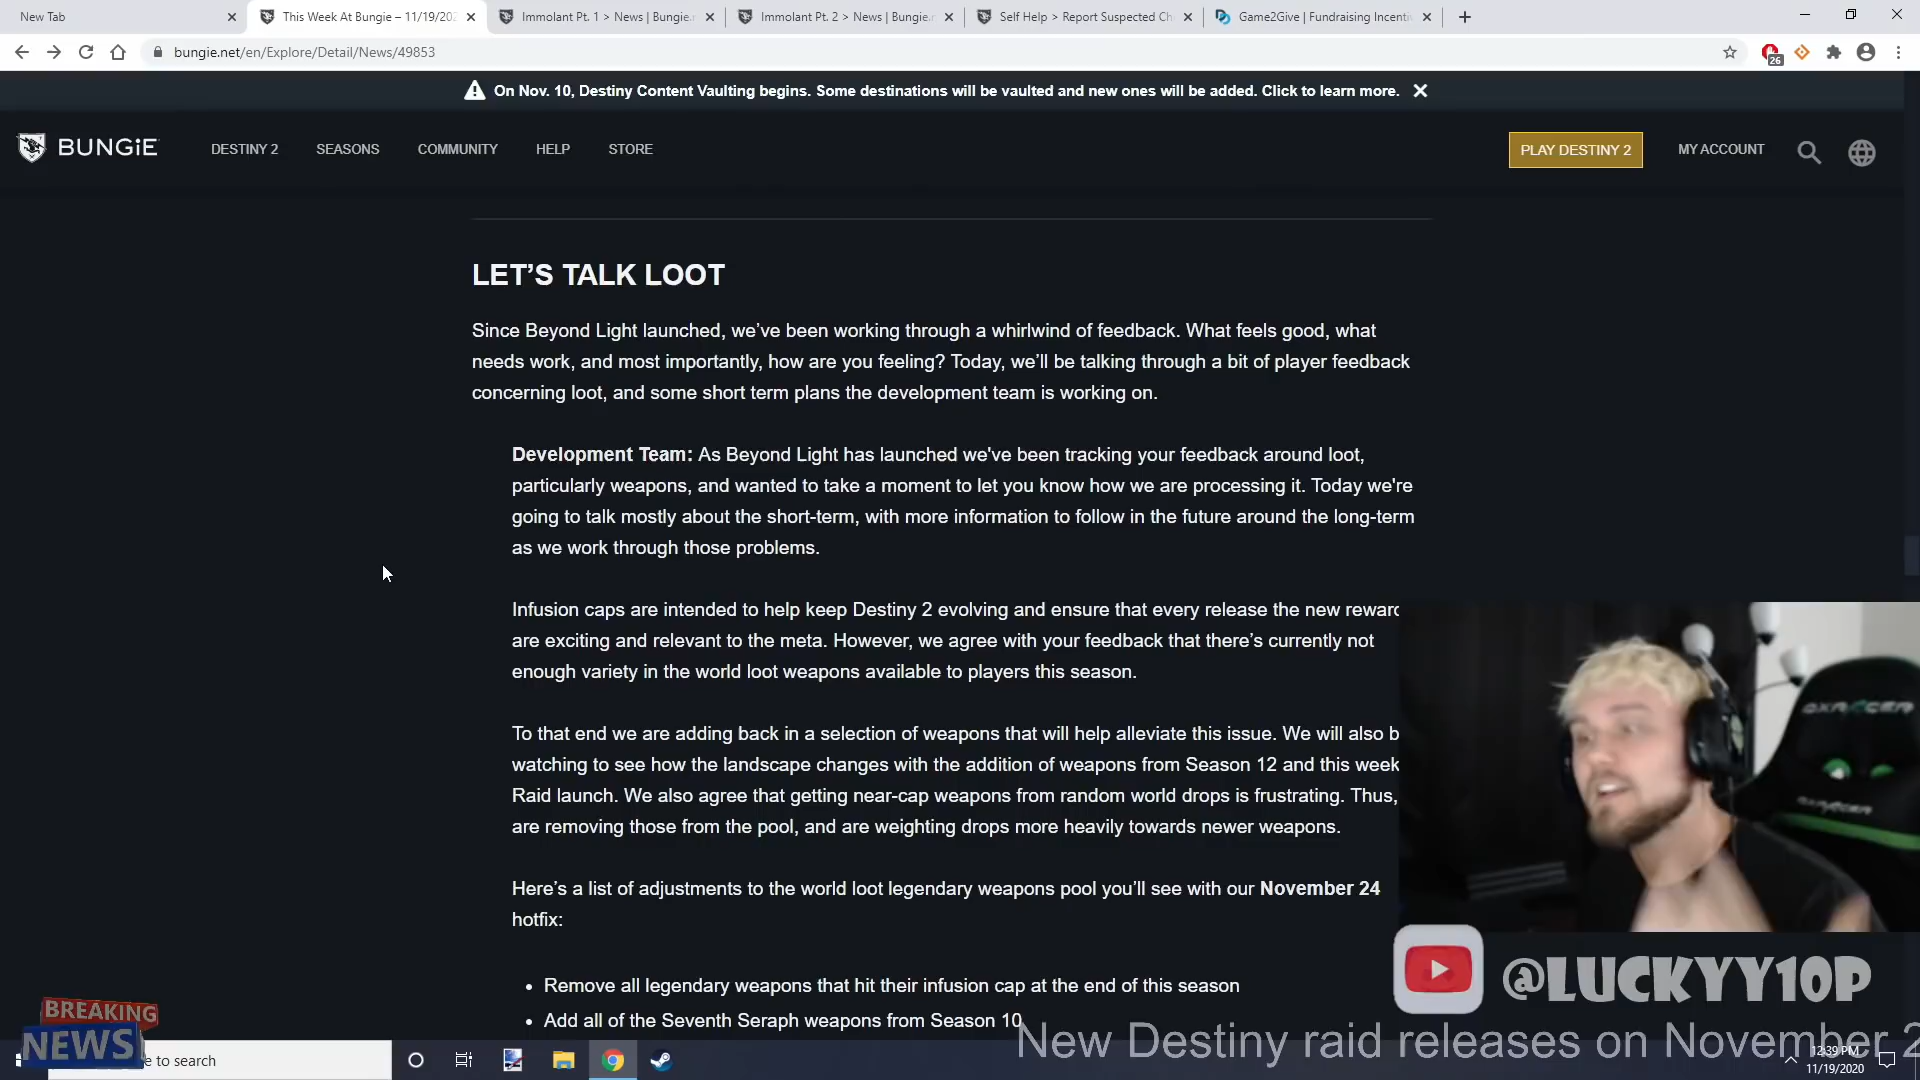 New Tab
This Week At Bungie – 11/19/202
Immolant Pt. 1 > News | Bungie.n
Immolant Pt. 2 > News | Bungie.n
Self Help > Report Suspected Ch
Game2Give | Fundraising Incenti
bungie.net/en/Explore/Detail/News/49853
26
On Nov. 10, Destiny Content Vaulting begins. Some destinations will be vaulted and new ones will be added. Click to learn more.
BUNGiE
DESTINY 2
SEASONS
COMMUNITY
HELP
STORE
PLAY DESTINY 2
MY ACCOUNT
LET’S TALK LOOT
Since Beyond Light launched, we’ve been working through a whirlwind of feedback. What feels good, what
needs work, and most importantly, how are you feeling? Today, we’ll be talking through a bit of player feedback
concerning loot, and some short term plans the development team is working on.
Development Team: As Beyond Light has launched we've been tracking your feedback around loot,
particularly weapons, and wanted to take a moment to let you know how we are processing it. Today we're
going to talk mostly about the short-term, with more information to follow in the future around the long-term
as we work through those problems.
Infusion caps are intended to help keep Destiny 2 evolving and ensure that every release the new reward
are exciting and relevant to the meta. However, we agree with your feedback that there’s currently not
enough variety in the world loot weapons available to players this season.
To that end we are adding back in a selection of weapons that will help alleviate this issue. We will also b
watching to see how the landscape changes with the addition of weapons from Season 12 and this week
Raid launch. We also agree that getting near-cap weapons from random world drops is frustrating. Thus,
are removing those from the pool, and are weighting drops more heavily towards newer weapons.
Here’s a list of adjustments to the world loot legendary weapons pool you’ll see with our November 24
hotfix:
• Remove all legendary weapons that hit their infusion cap at the end of this season
• Add all of the Seventh Seraph weapons from Season 10
@LUCKYY10P
BREAKING
NEWS
New Destiny raid releases on November 2
e to search
12:39 PM
11/19/2020